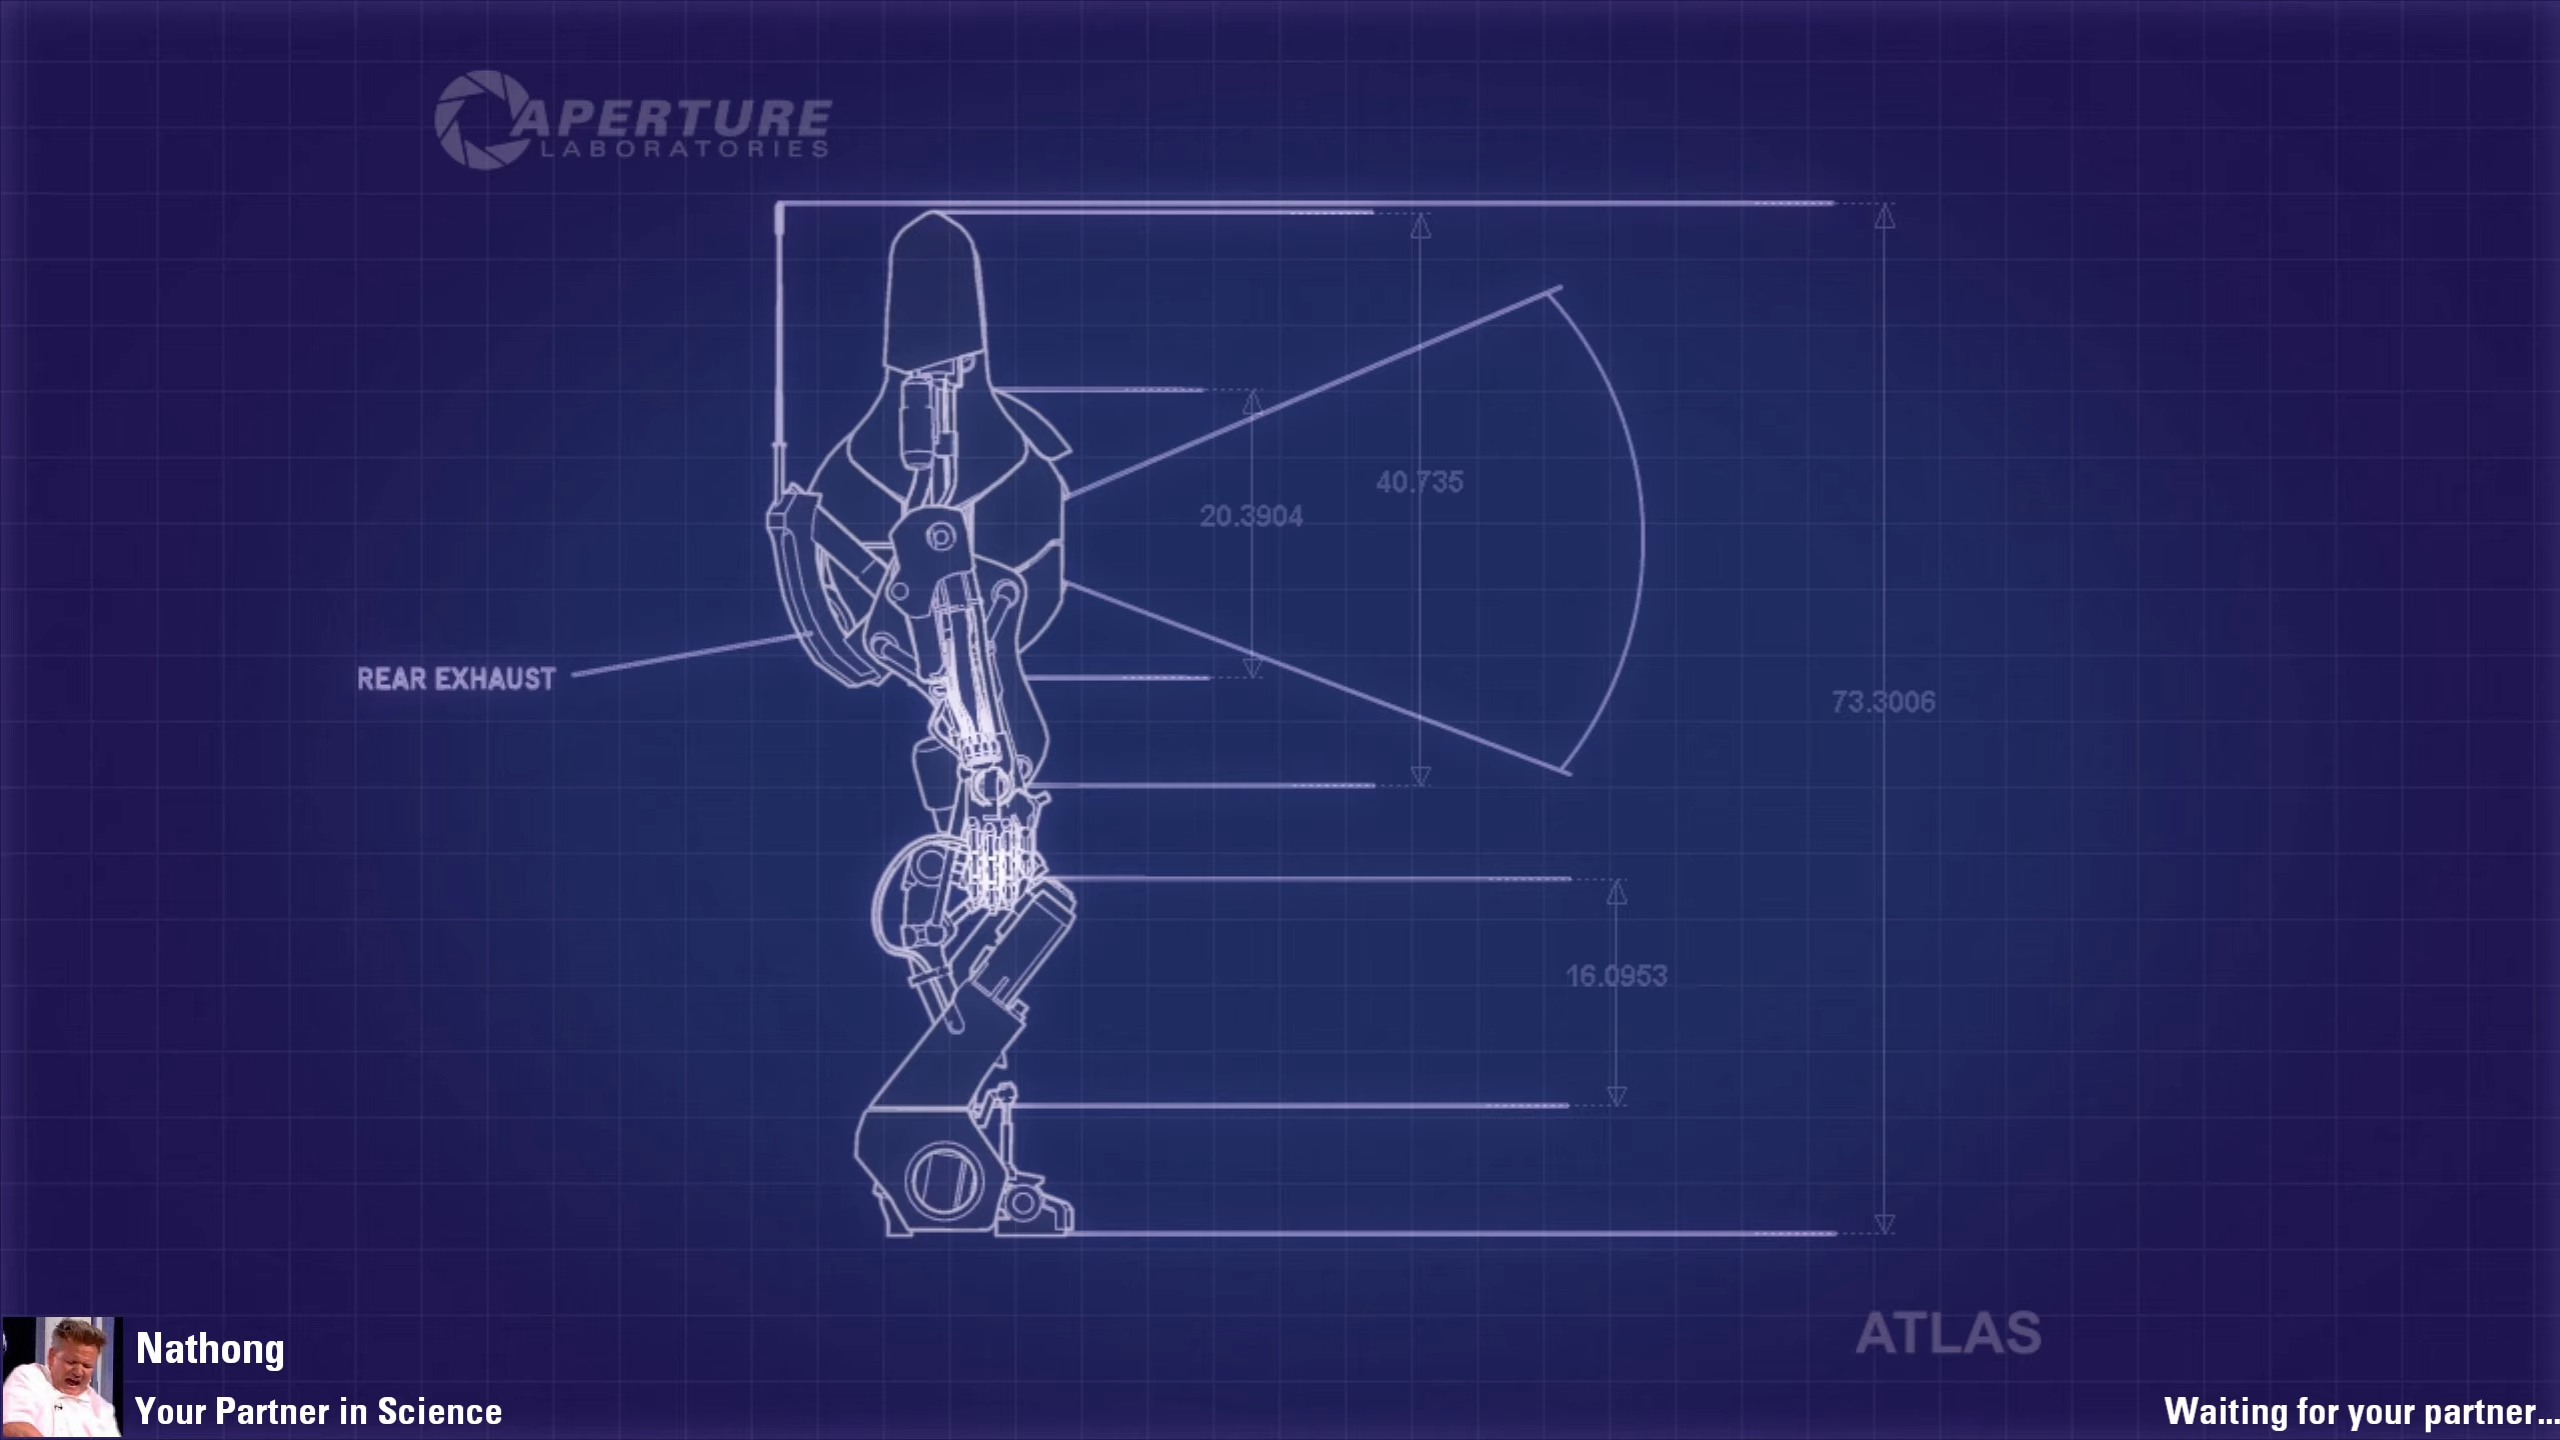 APERTURE
LABORATORIES
40.735
20.3904
REAR EXHAUST
73.3006
16.0953
ATLAS
Nathong
Your Partner in Science
Waiting for your partner...